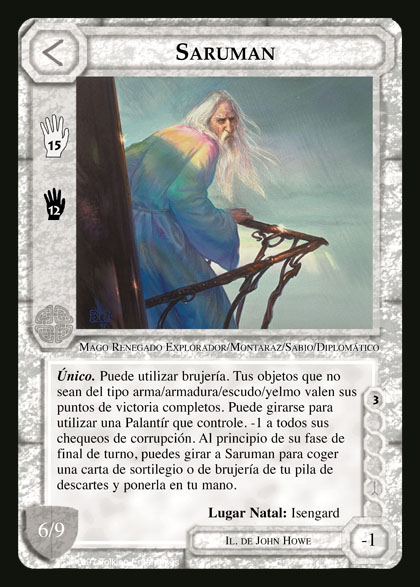 SARUMAN
15
12
MAGO RENEGADO EXPLORADOR/MONTARAZ/SABIO/DIPLOMÁTICO
Único. Puede utilizar brujería. Tus objetos que no
sean del tipo arma/armadura/escudo/yelmo valen sus
puntos de victoria completos. Puede girarse para
utilizar una Palantír que controle. -1 a todos sus
chequeos de corrupción. Al principio de su fase de
final de turno, puedes girar a Saruman para coger
una carta de sortilegio o de brujería de tu pila de
descartes y ponerla en tu mano.
3
Lugar Natal: Isengard
6/9
IL. DE JOHN HOWE
-1